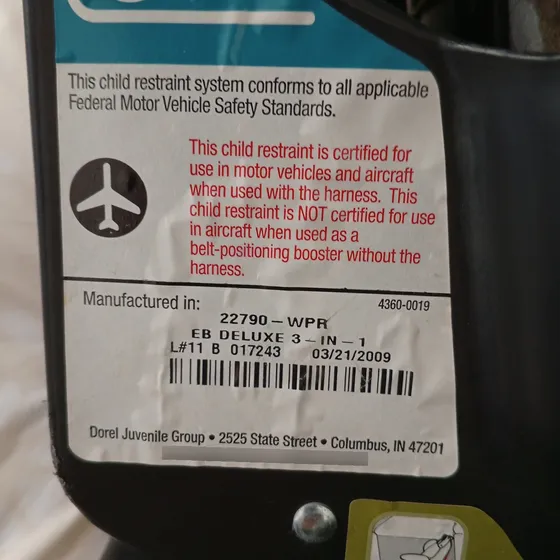 This child restraint system conforms to all applicable
Federal Motor Vehicle Safety Standards.
This child restraint is certified for
use in motor vehicles and aircraft
when used with the harness. This
child restraint is NOT certified for use
in aircraft when used as a
belt-positioning booster without the
harness.
Manufactured in:
4360-0019
22790-WPR
EB DELUXE 3-IN-1
L#11 B 017243 03/21/2009
Dorel Juvenile Group • 2525 State Street • Columbus, IN 47201